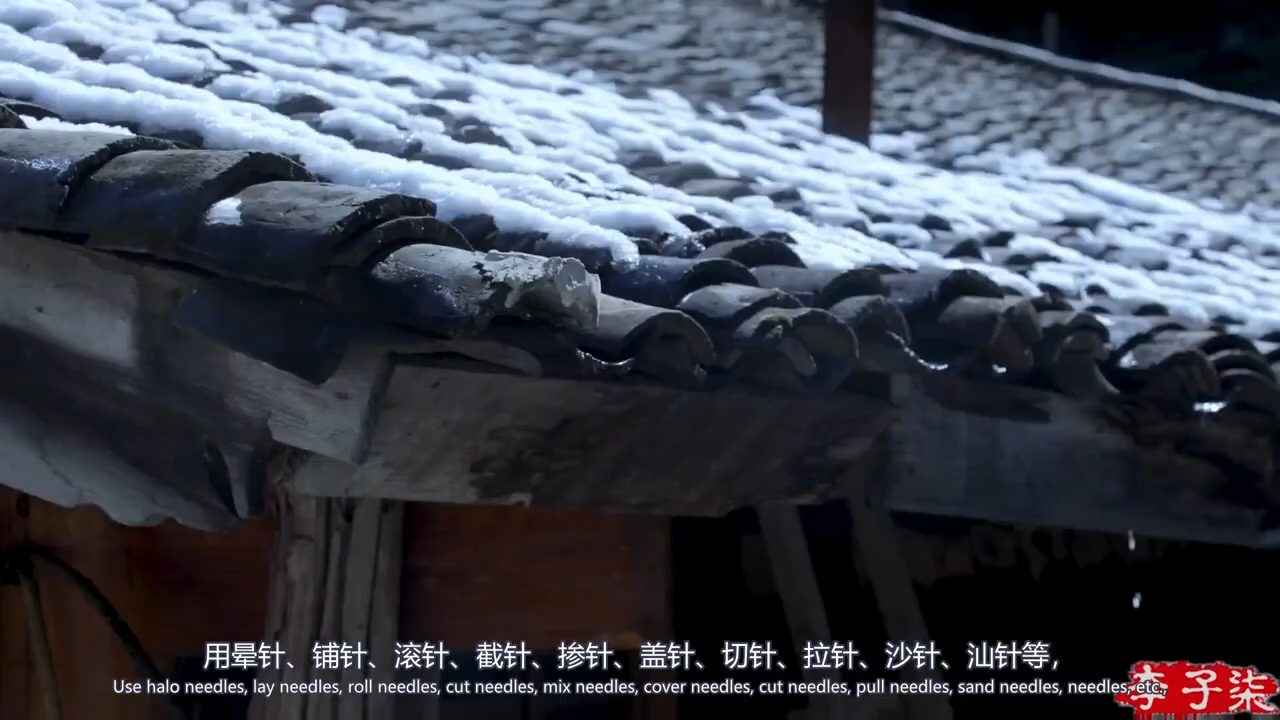 用晕针、铺针、滚针、截针、掺针、盖针、切针、拉针、沙针、汕针等,
Use halo needles, lay needles, roll needles, cut needles, mix needles, cover needles, cut needles, pull needles, sand needles, needles, etc.,
李子柒